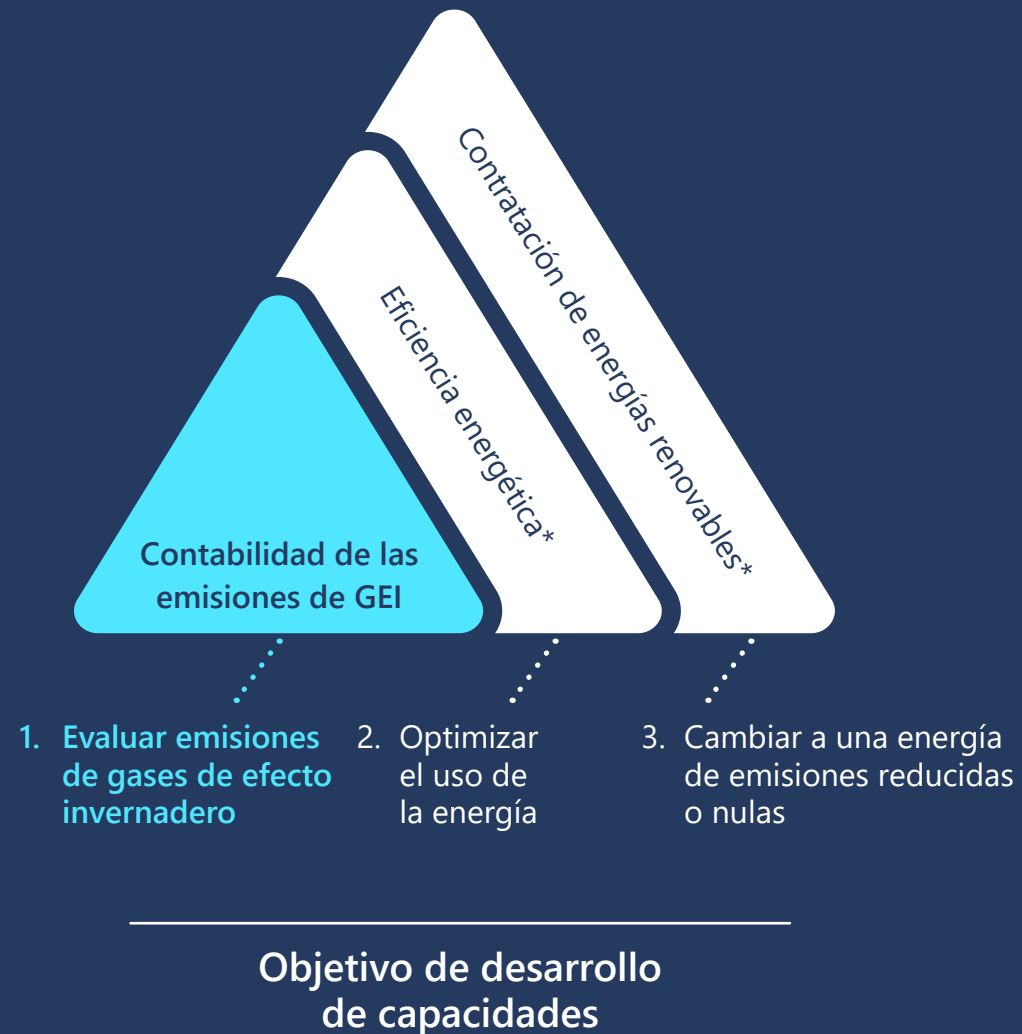 Contratación de energías renovables*
Eficiencia energética*
Contabilidad de las
emisiones de GEI
1. Evaluar emisiones
de gases de efecto
invernadero
2. Optimizar
el uso de
la energía
3. Cambiar a una energía
de emisiones reducidas
o nulas
Objetivo de desarrollo
de capacidades